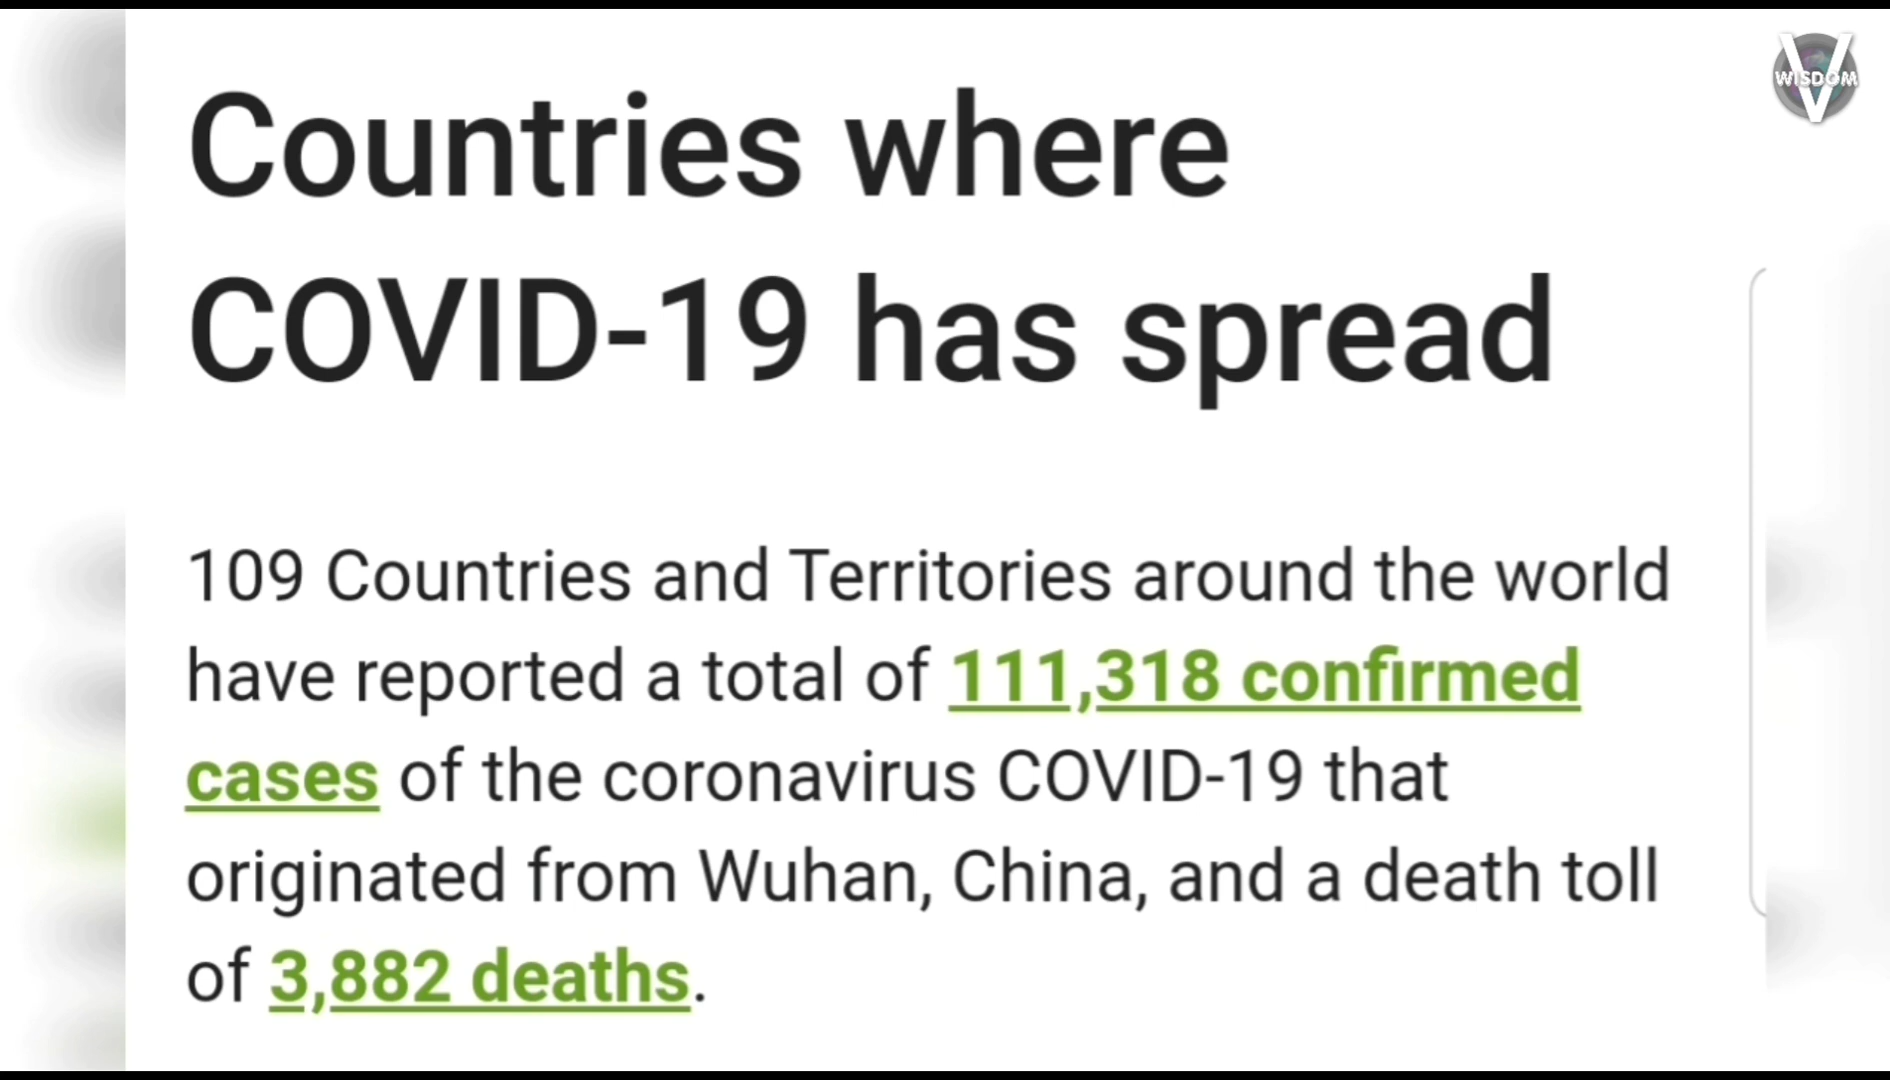 V
WISDOM
Countries where
COVID-19 has spread
109 Countries and Territories around the world
have reported a total of 111,318 confirmed
cases of the coronavirus COVID-19 that
originated from Wuhan, China, and a death toll
of 3,882 deaths.